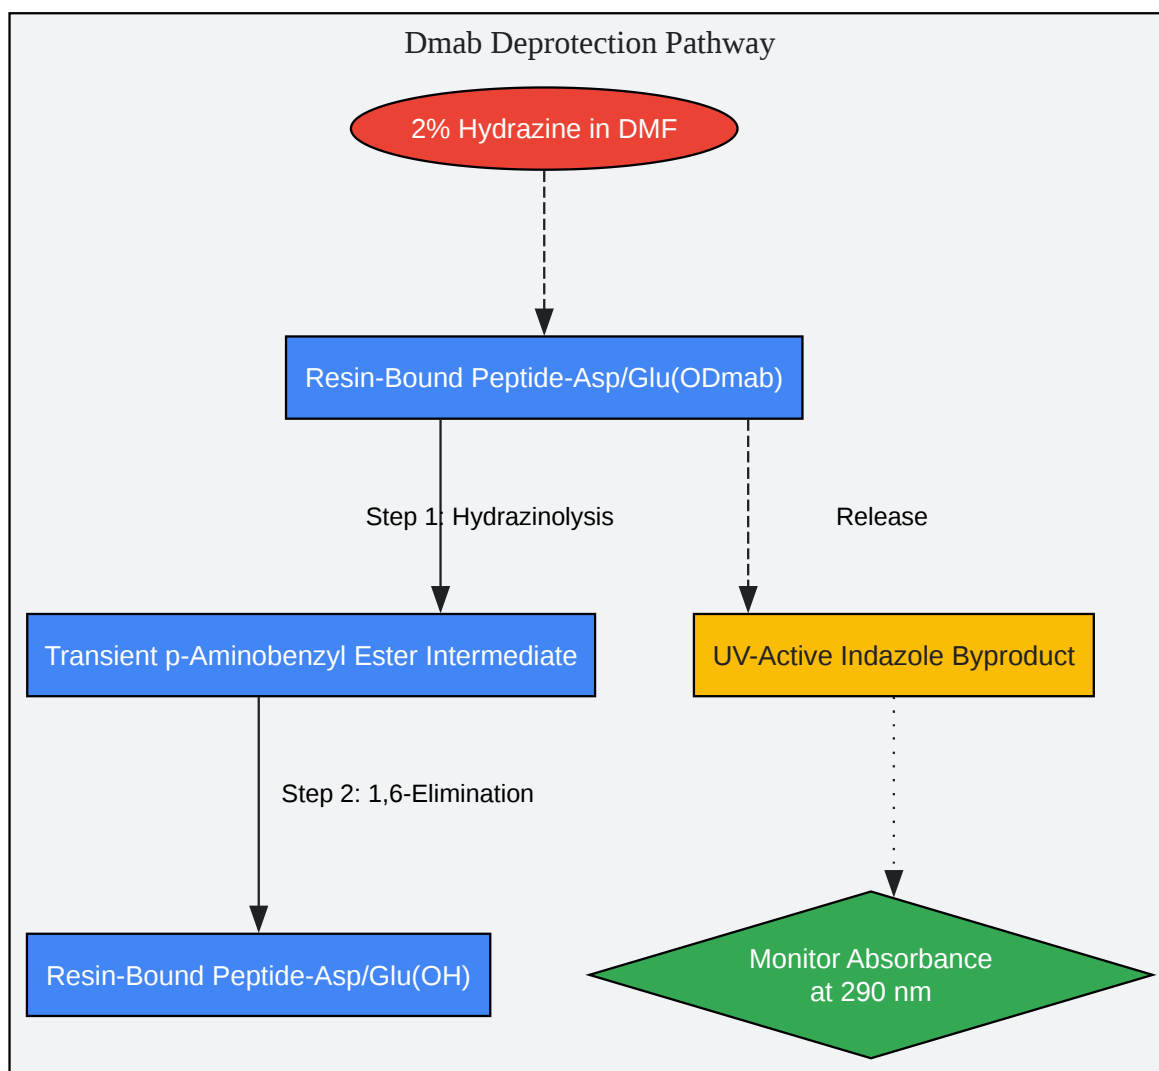 Dmab Deprotection Pathway
2% Hydrazine in DMF
Resin-Bound Peptide-Asp/Glu(ODmab)
Step 1: Hydrazinolysis
Release
Transient p-Aminobenzyl Ester Intermediate
UV-Active Indazole Byproduct
Step 2: 1,6-Elimination
Resin-Bound Peptide-Asp/Glu(OH)
Monitor Absorbance
at 290 nm